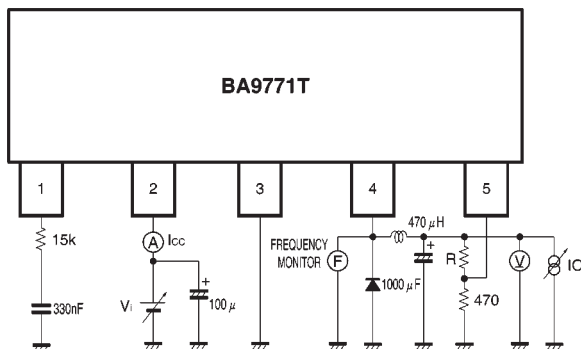 BA9771T
1
2
3
4
5
15k
330nF
A
Icc
Vi
+
100 μ
FREQUENCY
MONITOR
F
470 μH
+
1000 μF
R
470
V
IO